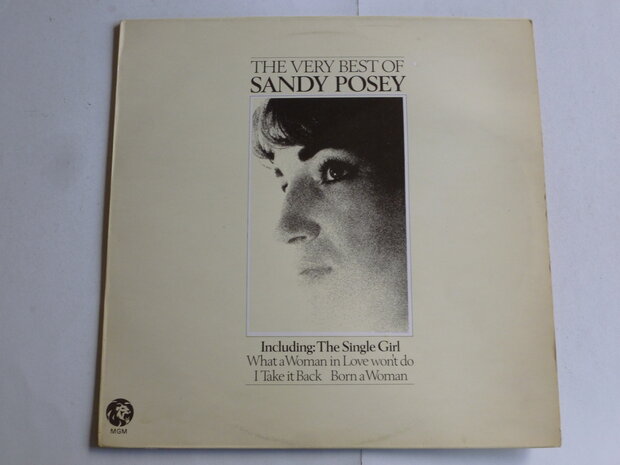 THE VERY BEST OF
SANDY POSEY
Including: The Single Girl
What a Woman in Love won't do
I Take it Back Born a Woman
MGM